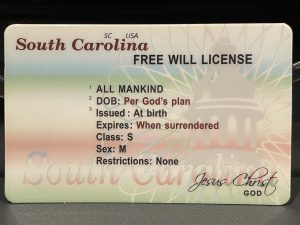 SC USA
South Carolina
FREE WILL LICENSE
1 ALL MANKIND
2 DOB: Per God's plan
3 Issued: At birth
Expires: When surrendered
Class: S
Sex: M
Restrictions: None
South Carolina
Jesus Christ
GOD